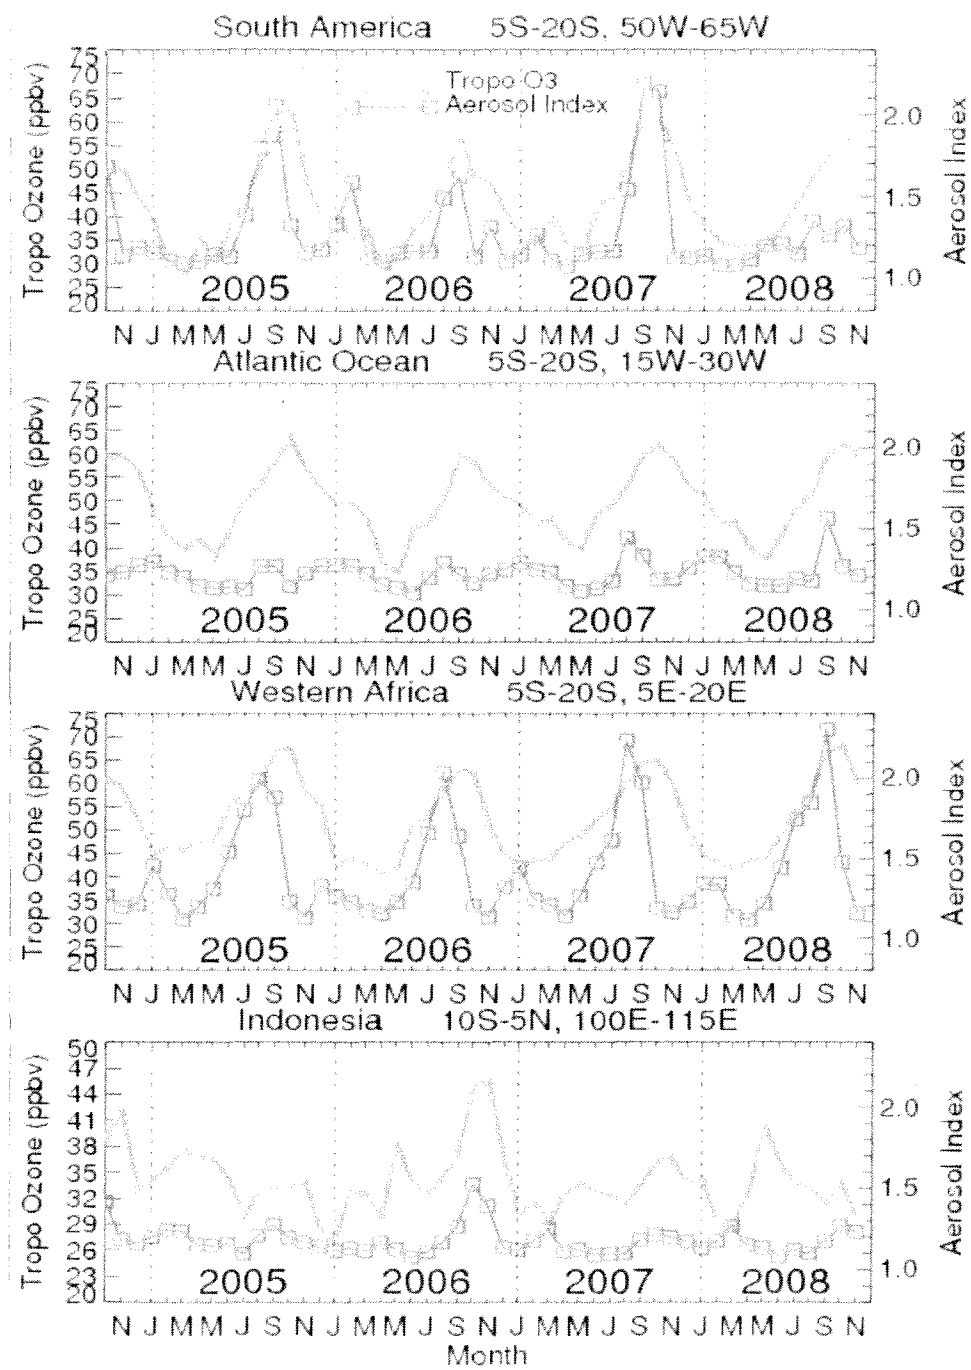 South America 5S-20S, 50W-65W
Tropo Ozone (ppbv)
75
70
65
60
55
50
45
40
35
30
25
20
Tropo O3
Aerosol Index
2.0
1.5
1.0
Aerosol Index
2005 2006 2007 2008
N J M M J S N J M M J S N J M M J S N J M M J S N
Atlantic Ocean 5S-20S, 15W-30W
Tropo Ozone (ppbv)
75
70
65
60
55
50
45
40
35
30
25
20
2.0
1.5
1.0
Aerosol Index
2005 2006 2007 2008
N J M M J S N J M M J S N J M M J S N J M M J S N
Western Africa 5S-20S, 5E-20E
Tropo Ozone (ppbv)
75
70
65
60
55
50
45
40
35
30
25
20
2.0
1.5
1.0
Aerosol Index
2005 2006 2007 2008
N J M M J S N J M M J S N J M M J S N J M M J S N
Indonesia 10S-5N, 100E-115E
Tropo Ozone (ppbv)
50
47
44
41
38
35
32
29
26
23
20
2.0
1.5
1.0
Aerosol Index
2005 2006 2007 2008
N J M M J S N J M M J S N J M M J S N J M M J S N
Month